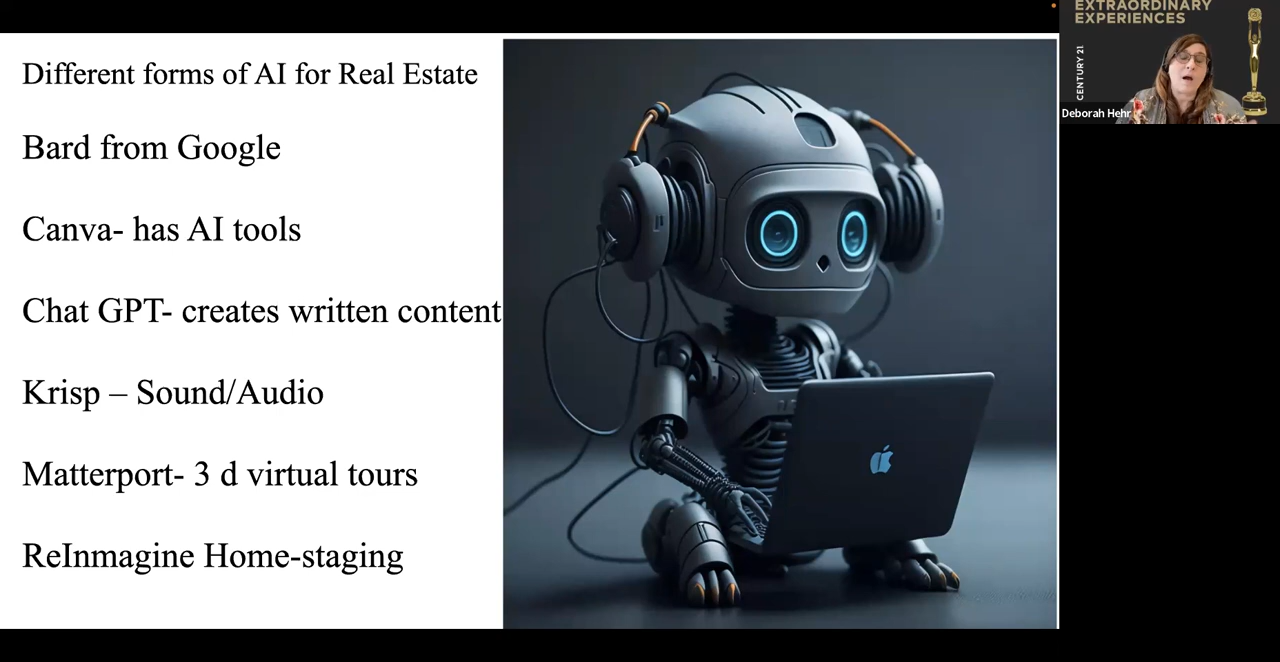 Different forms of AI for Real Estate
Bard from Google
Canva- has AI tools
Chat GPT- creates written content
Krisp – Sound/Audio
Matterport- 3 d virtual tours
ReInmagine Home-staging
EXTRAORDINARY
EXPERIENCES
CENTURY 21
Deborah Hehr